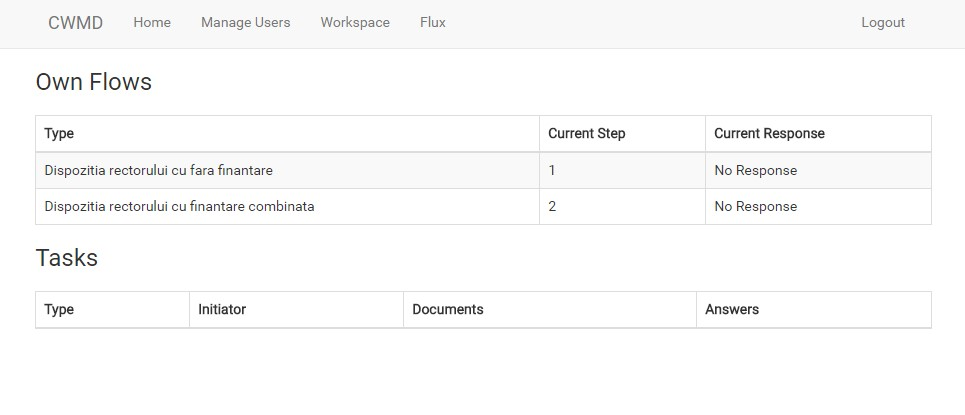 CWMD Home Manage Users Workspace Flux Logout
Own Flows
Type Current Step Current Response
Dispozitia rectorului cu fara finantare 1 No Response
Dispozitia rectorului cu finantare combinata 2 No Response
Tasks
Type Initiator Documents Answers